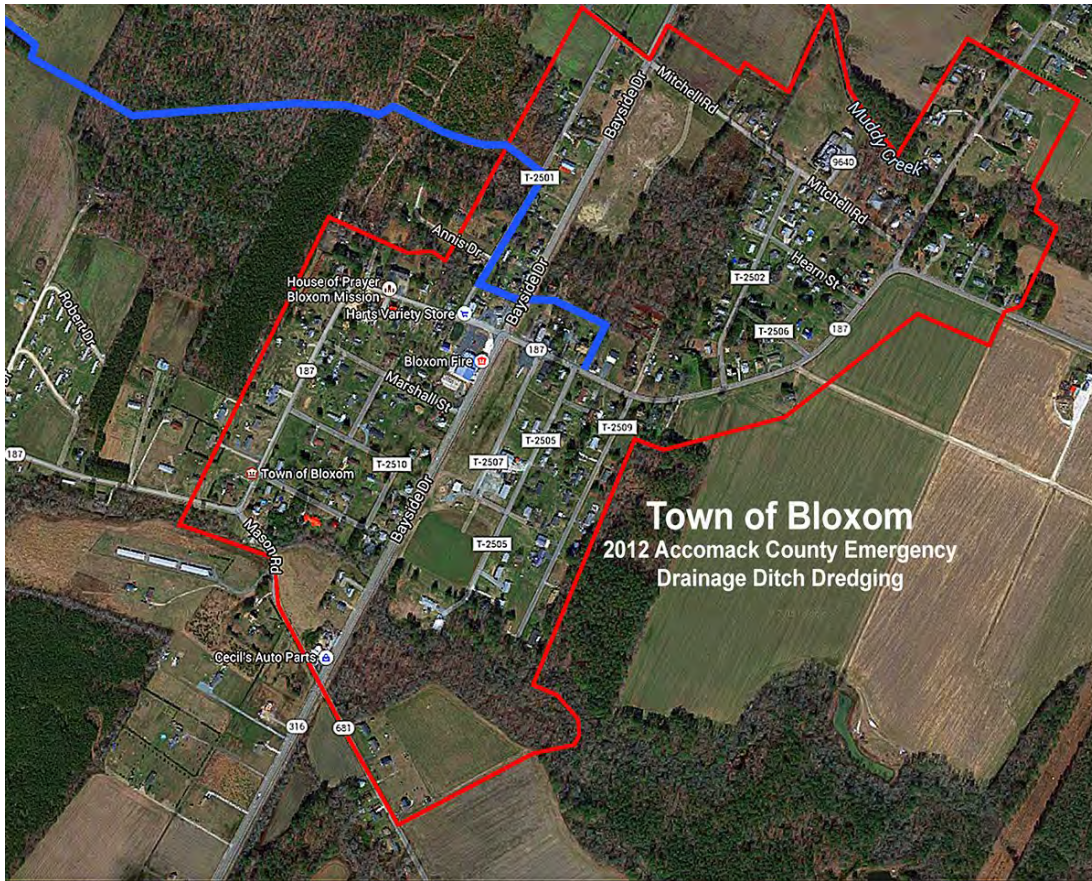 Bayside Dr
Mitchell Rd
Muddy Creek
9640
T-2501
Mitchell Rd
Annis Dr
Hearn St
T-2502
House of Prayer
Bloxom Mission
Bayside Dr
Harts Variety Store
Robert Dr
T-2506
187
187
Bloxom Fire
187
Marshall St
T-2509
T-2505
187
T-2510
T-2507
Town of Bloxom
Bayside Dr
Town of Bloxom
2012 Accomack County Emergency
Drainage Ditch Dredging
Mason Rd
T-2505
Cecil's Auto Parts
316
681